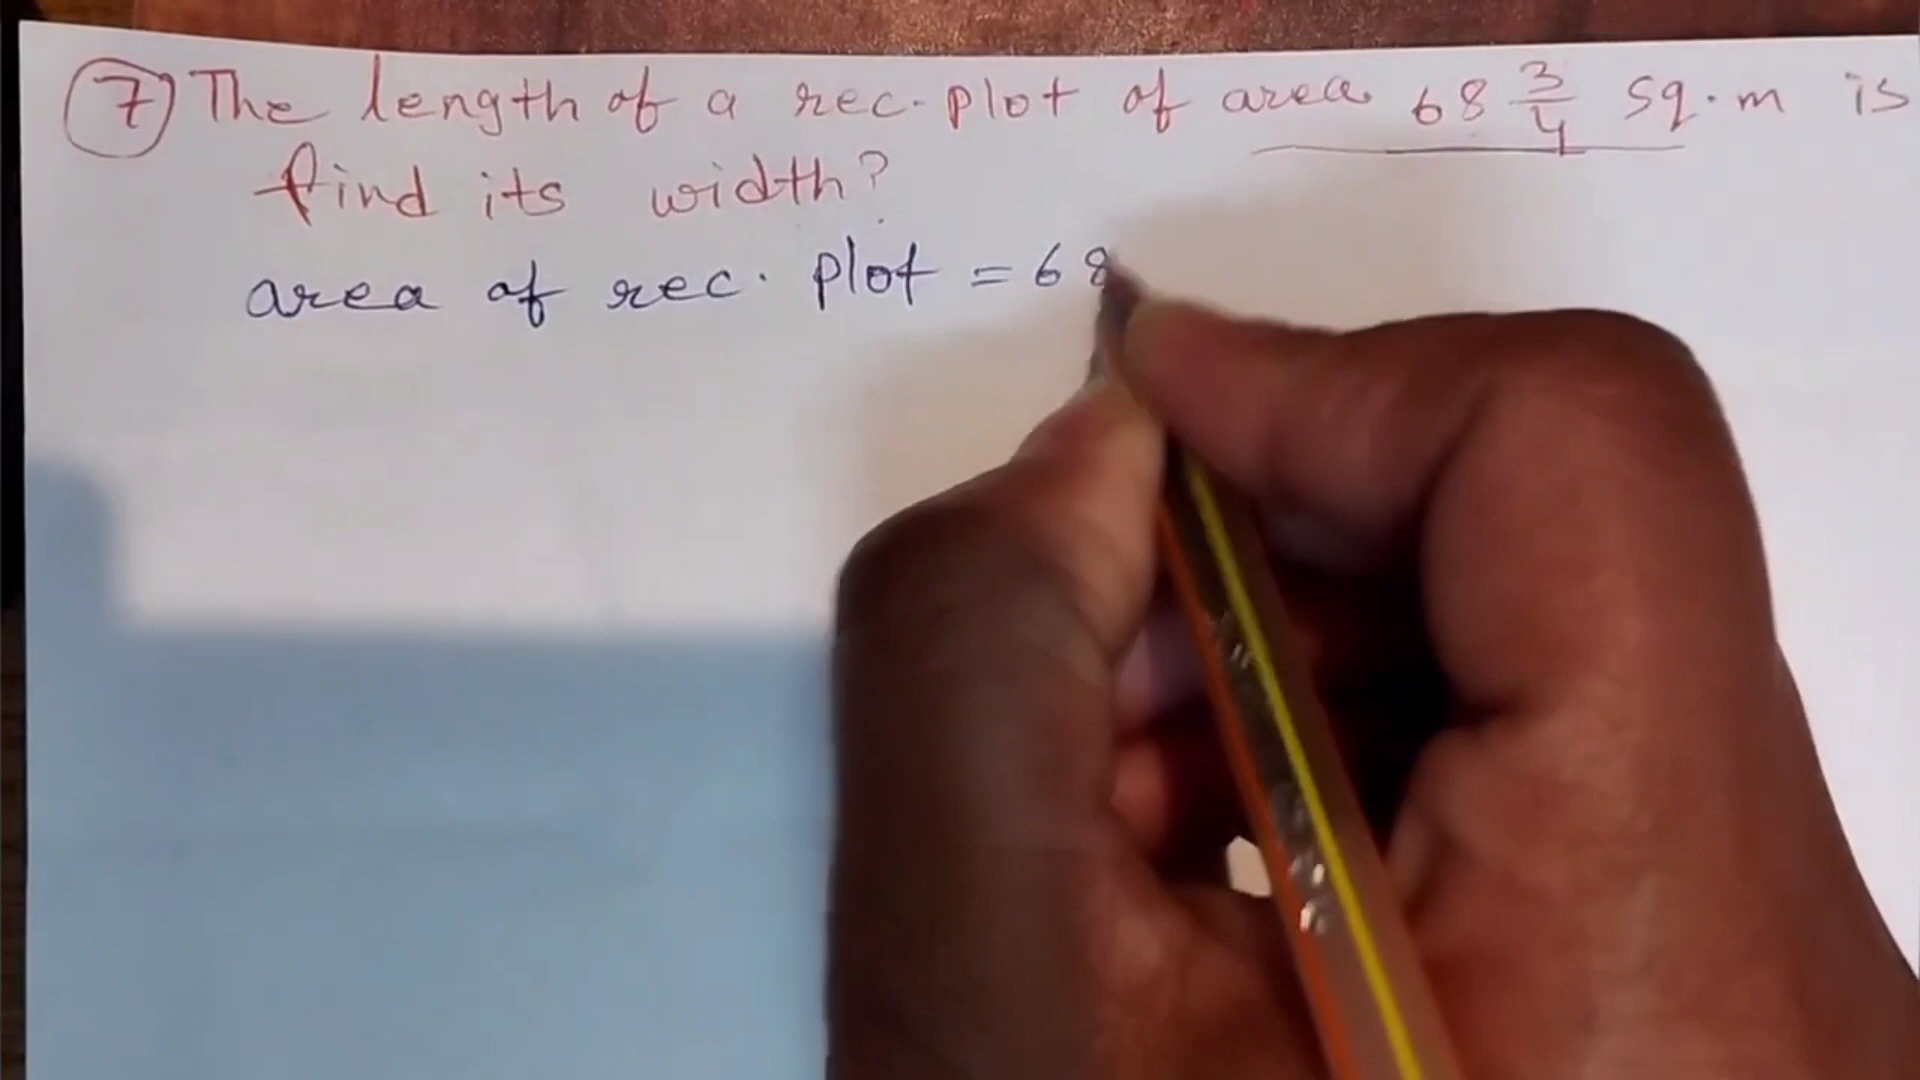 7 The length of a rec. plot of area 68 3/4 sq. m is
find its width?
area of rec. plot = 68